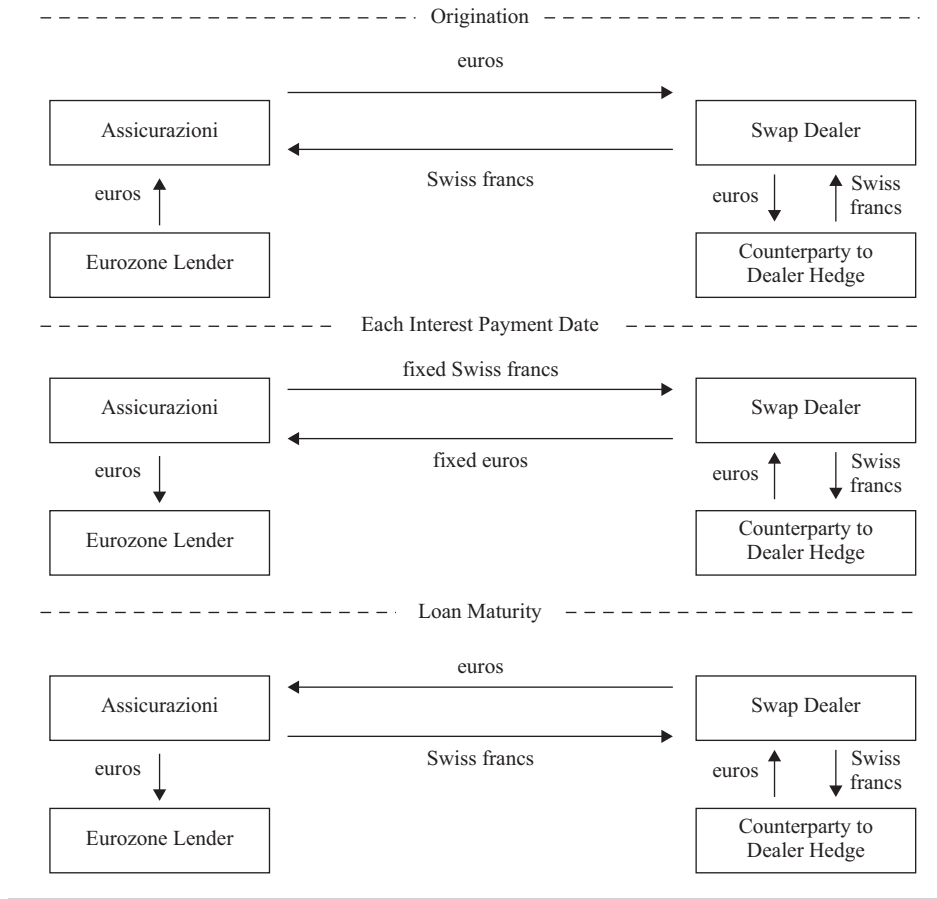 Origination
euros
Assicurazioni
Swap Dealer
Swiss francs
euros
euros
Swiss
francs
Eurozone Lender
Counterparty to
Dealer Hedge
Each Interest Payment Date
fixed Swiss francs
Assicurazioni
Swap Dealer
fixed euros
euros
euros
Swiss
francs
Eurozone Lender
Counterparty to
Dealer Hedge
Loan Maturity
euros
Assicurazioni
Swap Dealer
Swiss francs
euros
euros
Swiss
francs
Eurozone Lender
Counterparty to
Dealer Hedge